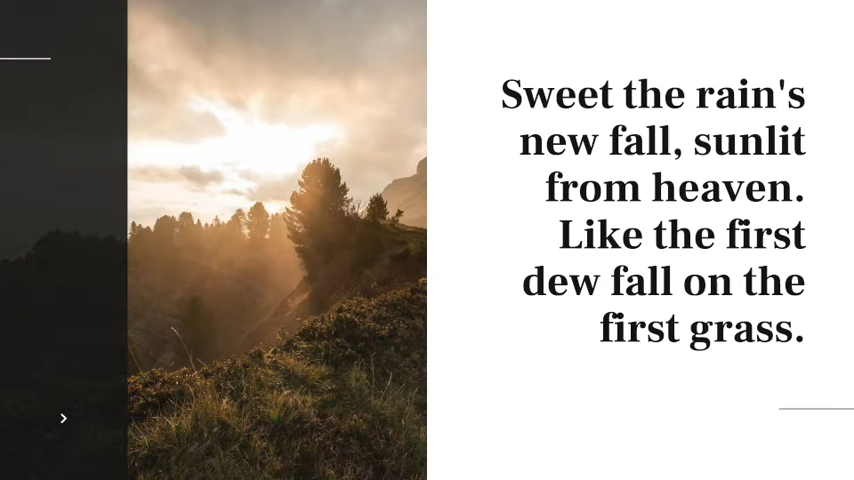 Sweet the rain's
new fall, sunlit
from heaven.
Like the first
dew fall on the
first grass.